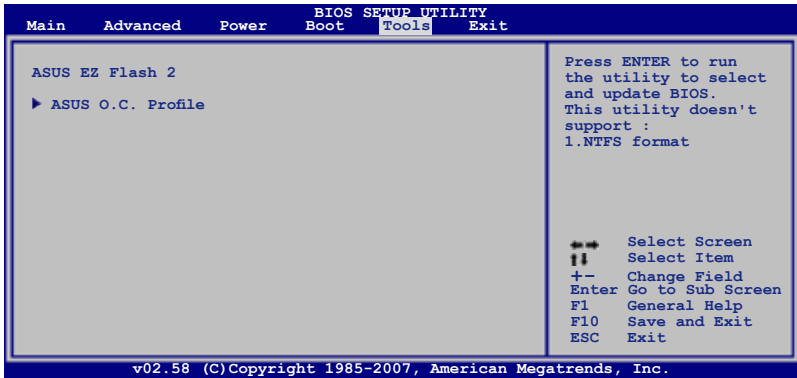 BIOS SETUP UTILITY
Main Advanced Power Boot Tools Exit
ASUS EZ Flash 2
ASUS O.C. Profile
Press ENTER to run
the utility to select
and update BIOS.
This utility doesn't
support :
1.NTFS format
Select Screen
Select Item
+- Change Field
Enter Go to Sub Screen
F1 General Help
F10 Save and Exit
ESC Exit
v02.58 (C)Copyright 1985-2007, American Megatrends, Inc.